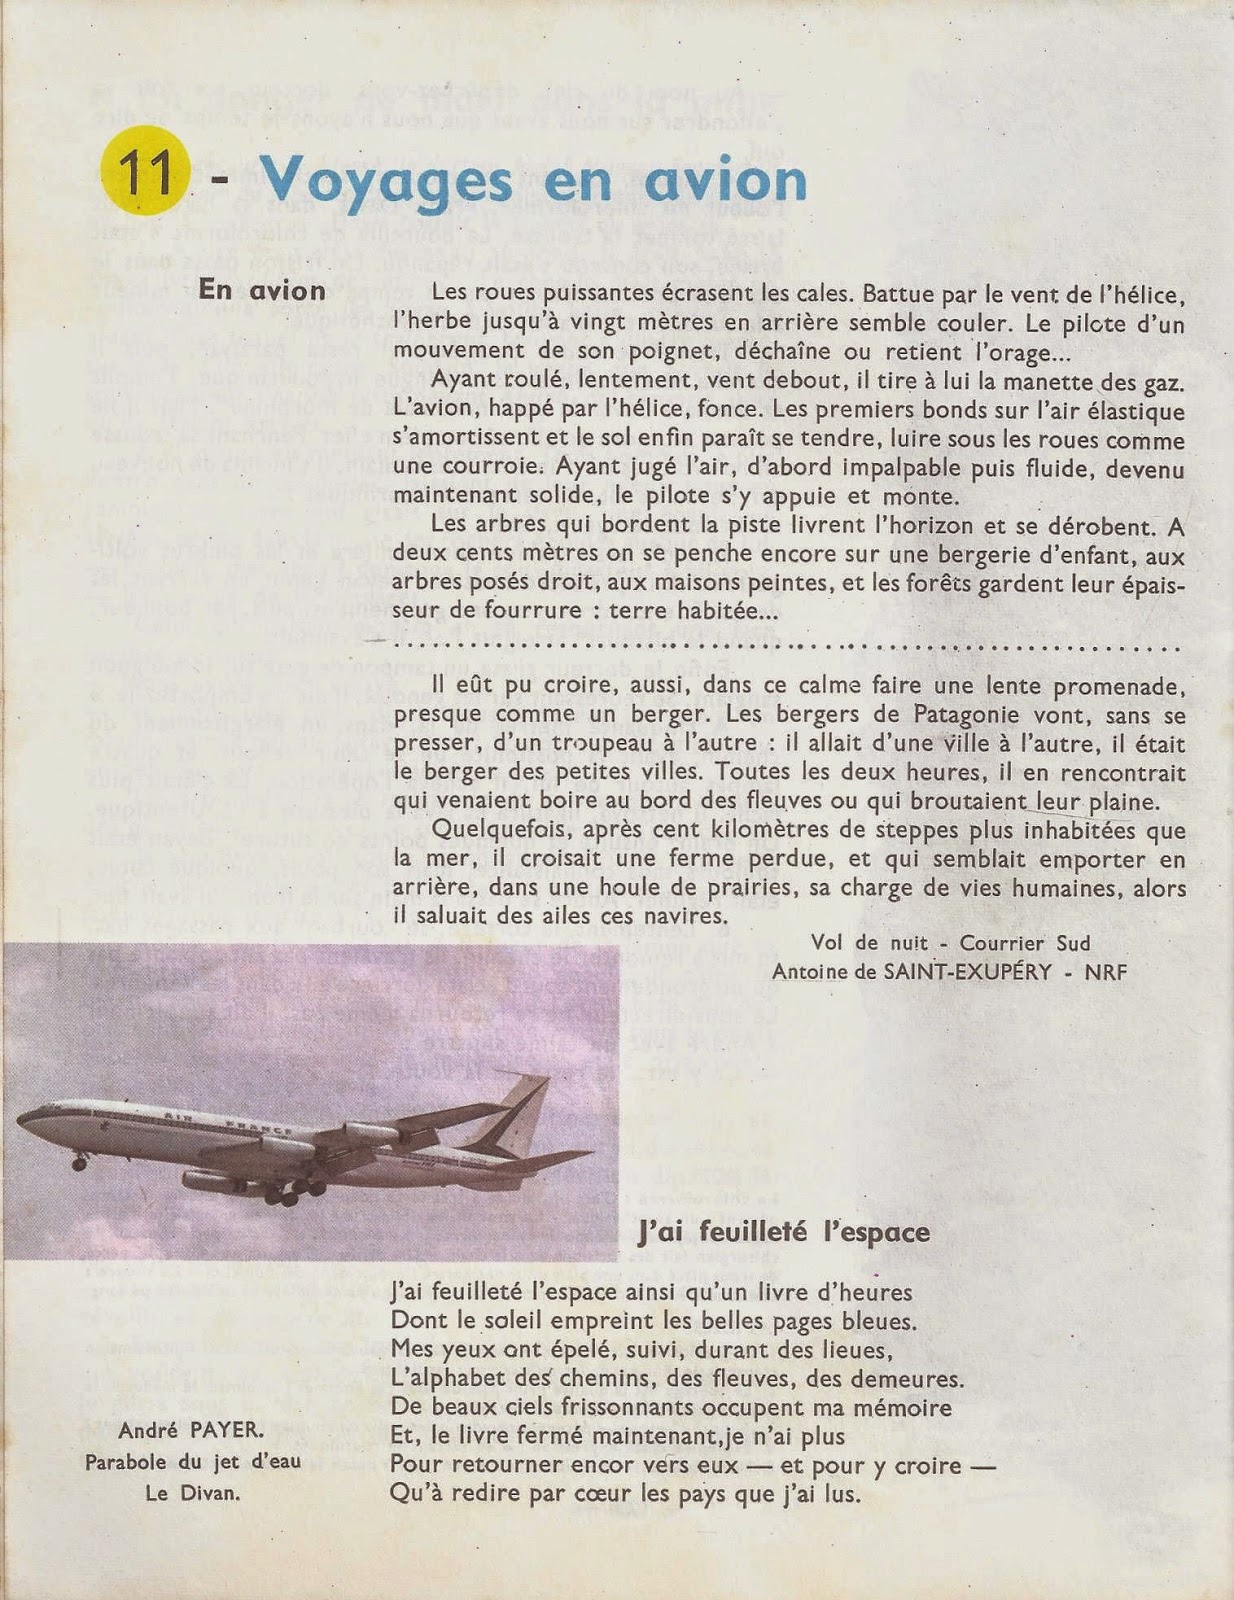 11 - Voyages en avion
En avion
Les roues puissantes écrasent les cales. Battue par le vent de l'hélice,
l'herbe jusqu'à vingt mètres en arrière semble couler. Le pilote d'un
mouvement de son poignet, déchaîne ou retient l'orage...
Ayant roulé, lentement, vent debout, il tire à lui la manette des gaz.
L'avion, happé par l'hélice, fonce. Les premiers bonds sur l'air élastique
s'amortissent et le sol enfin paraît se tendre, luire sous les roues comme
une courroie. Ayant jugé l'air, d'abord impalpable puis fluide, devenu
maintenant solide, le pilote s'y appuie et monte.
Les arbres qui bordent la piste livrent l'horizon et se dérobent. A
deux cents mètres on se penche encore sur une bergerie d'enfant, aux
arbres posés droit, aux maisons peintes, et les forêts gardent leur épais-
seur de fourrure : terre habitée...
Il eût pu croire, aussi, dans ce calme faire une lente promenade,
presque comme un berger. Les bergers de Patagonie vont, sans se
presser, d'un troupeau à l'autre : il allait d'une ville à l'autre, il était
le berger des petites villes. Toutes les deux heures, il en rencontrait
qui venaient boire au bord des fleuves ou qui broutaient leur plaine.
Quelquefois, après cent kilomètres de steppes plus inhabitées que
la mer, il croisait une ferme perdue, et qui semblait emporter en
arrière, dans une houle de prairies, sa charge de vies humaines, alors
il saluait des ailes ces navires.
Vol de nuit - Courrier Sud
Antoine de SAINT-EXUPÉRY - NRF
AIR FRANCE
J'ai feuilleté l'espace
J'ai feuilleté l'espace ainsi qu'un livre d'heures
Dont le soleil empreint les belles pages bleues.
Mes yeux ont épelé, suivi, durant des lieues,
L'alphabet des chemins, des fleuves, des demeures.
De beaux ciels frissonnants occupent ma mémoire
Et, le livre fermé maintenant,je n'ai plus
Pour retourner encor vers eux — et pour y croire —
Qu'à redire par cœur les pays que j'ai lus.
André PAYER.
Parabole du jet d'eau
Le Divan.